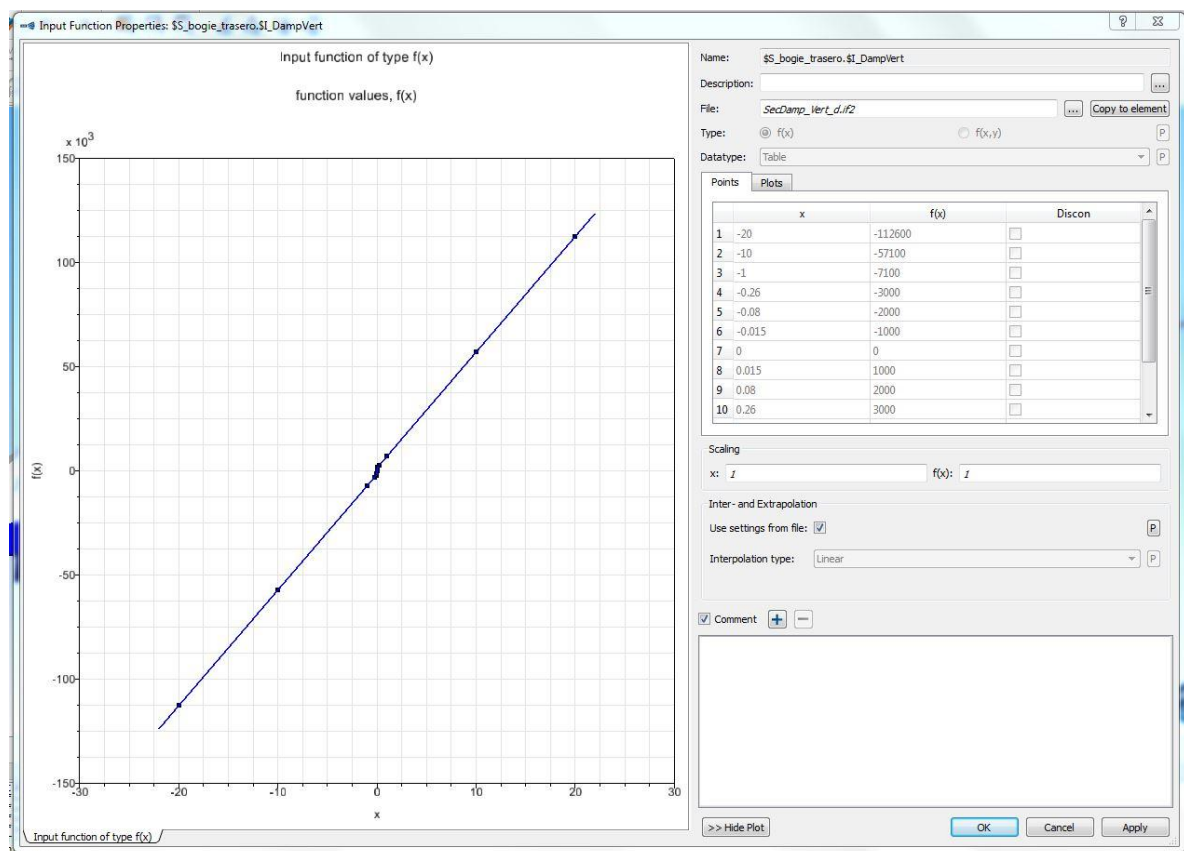 Input Function Properties: $S_bogie_trasero.$I_DampVert
Input function of type f(x)
function values, f(x)
x 10^3
150
100
50
0
-50
-100
-150
-30 -20 -10 0 10 20 30
f(x)
x
Input function of type f(x)
Name: $S_bogie_trasero.$I_DampVert
Description: ...
File: SecDamp_Vert_d.if2 ... Copy to element
Type: f(x) f(x,y) P
Datatype: Table P
Points Plots
x f(x) Discon
1 -20 -112600
2 -10 -57100
3 -1 -7100
4 -0.26 -3000
5 -0.08 -2000
6 -0.015 -1000
7 0 0
8 0.015 1000
9 0.08 2000
10 0.26 3000
Scaling
x: 1 f(x): 1
Inter- and Extrapolation
Use settings from file: P
Interpolation type: Linear P
Comment
>> Hide Plot OK Cancel Apply